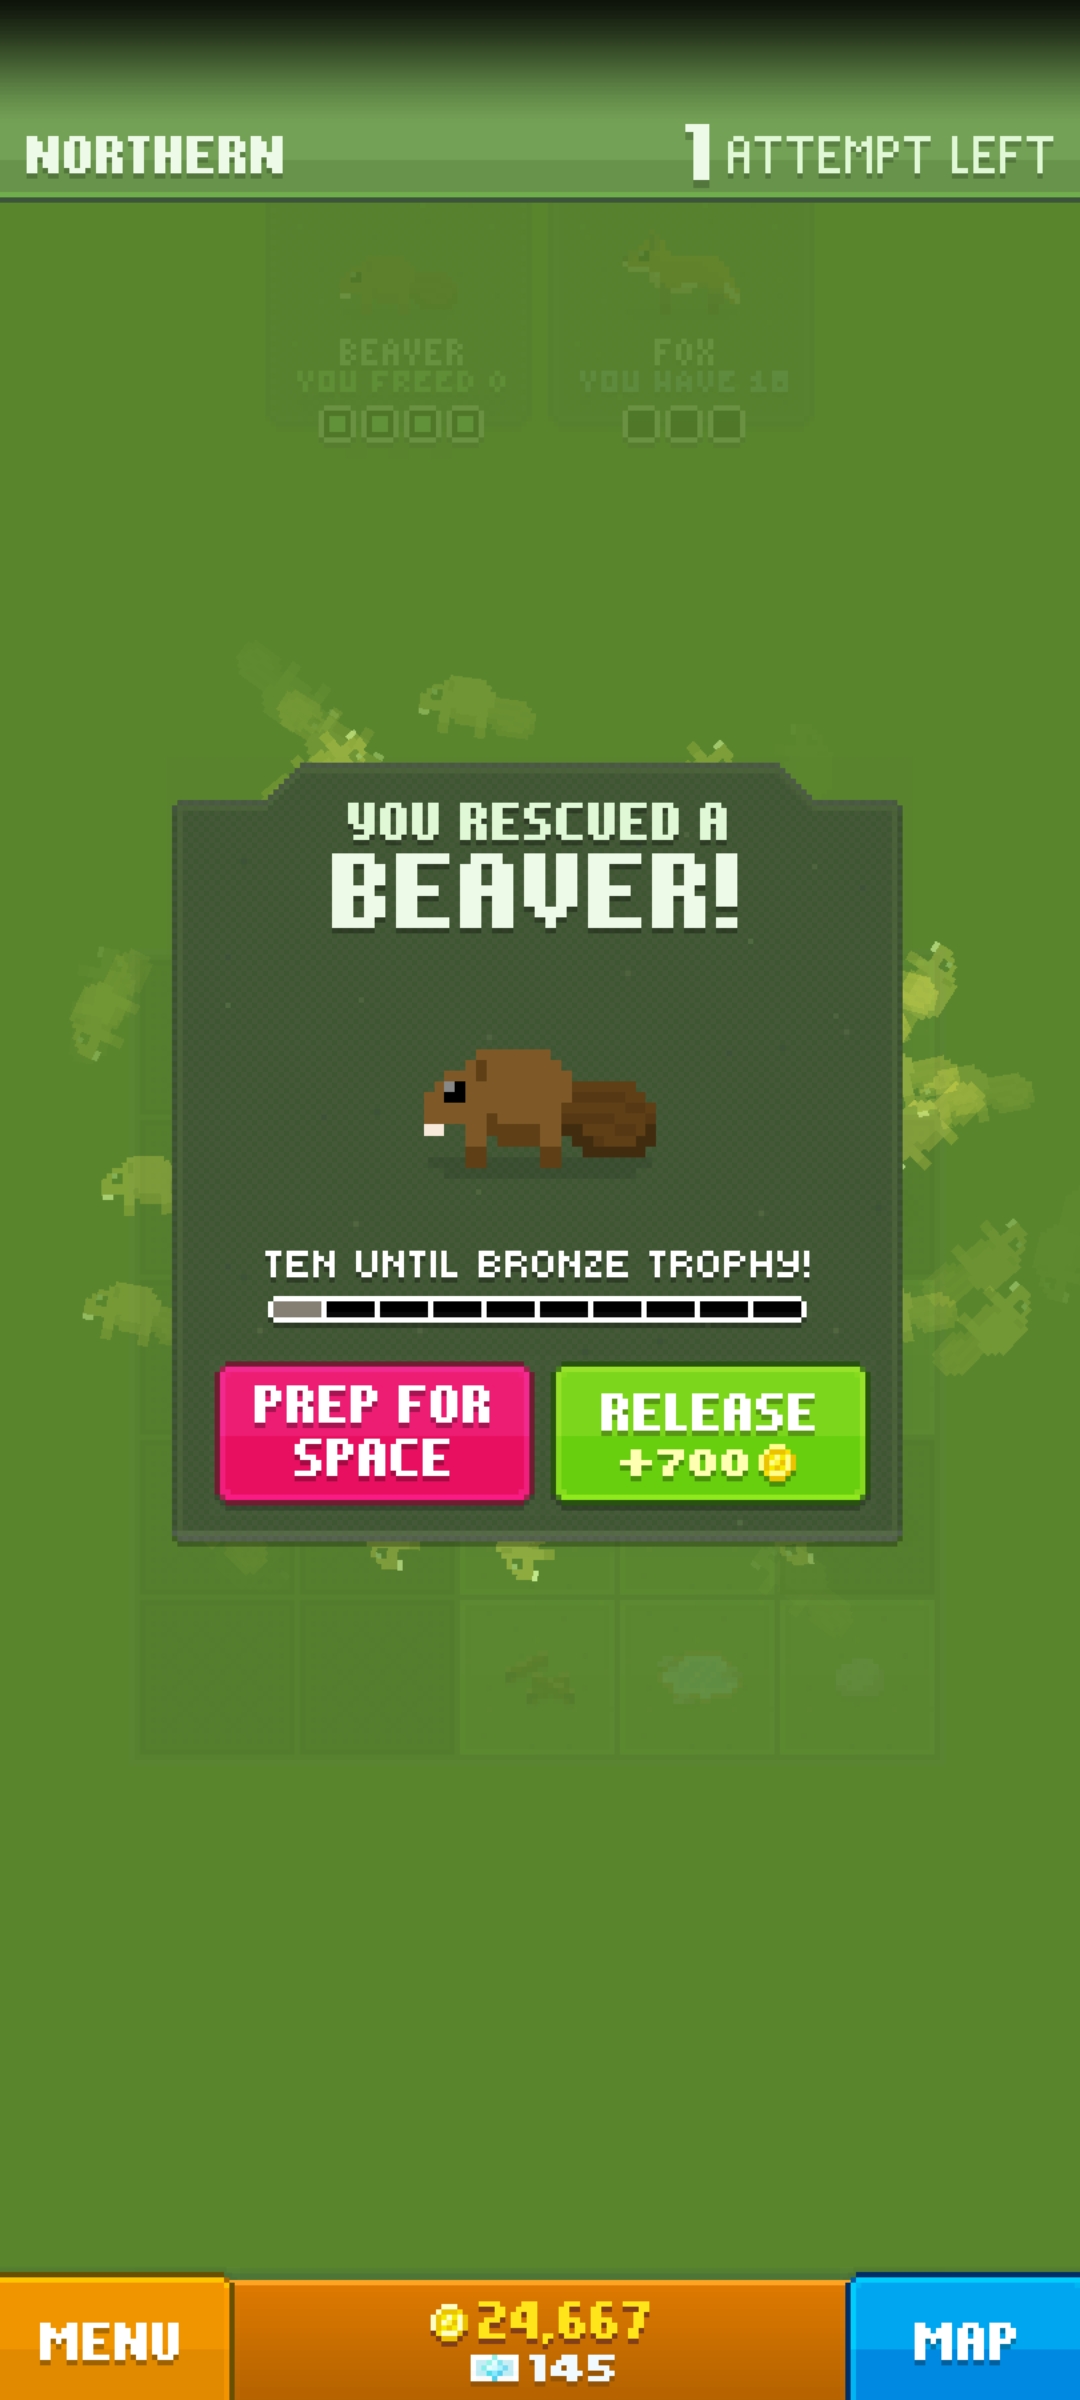 NORTHERN
1 ATTEMPT LEFT
BEAVER
YOU FREED 0
FOX
YOU HAVE 18
YOU RESCUED A
BEAVER!
TEN UNTIL BRONZE TROPHY!
PREP FOR
SPACE
RELEASE
+700
MENU
24,667
145
MAP